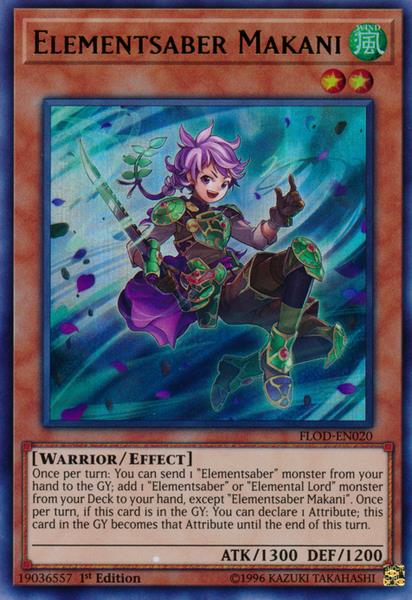 ELEMENTSABER MAKANI
WIND
風
FLOD-EN020
[WARRIOR/EFFECT]
Once per turn: You can send 1 "Elementsaber" monster from your
hand to the GY; add 1 "Elementsaber" or "Elemental Lord" monster
from your Deck to your hand, except "Elementsaber Makani". Once
per turn, if this card is in the GY: You can declare 1 Attribute; this
card in the GY becomes that Attribute until the end of this turn.
ATK/1300 DEF/1200
19036557 1st Edition ©1996 KAZUKI TAKAHASHI